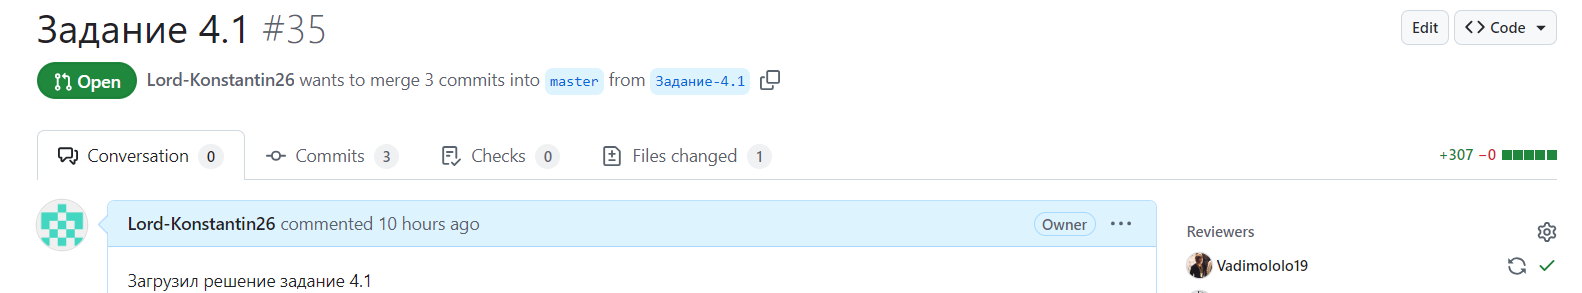 Задание 4.1 #35
Edit
Code
Open
Lord-Konstantin26 wants to merge 3 commits into master from Задание-4.1
Conversation 0
Commits 3
Checks 0
Files changed 1
+307 −0
Lord-Konstantin26 commented 10 hours ago
Owner
Загрузил решение задание 4.1
Reviewers
Vadimololo19